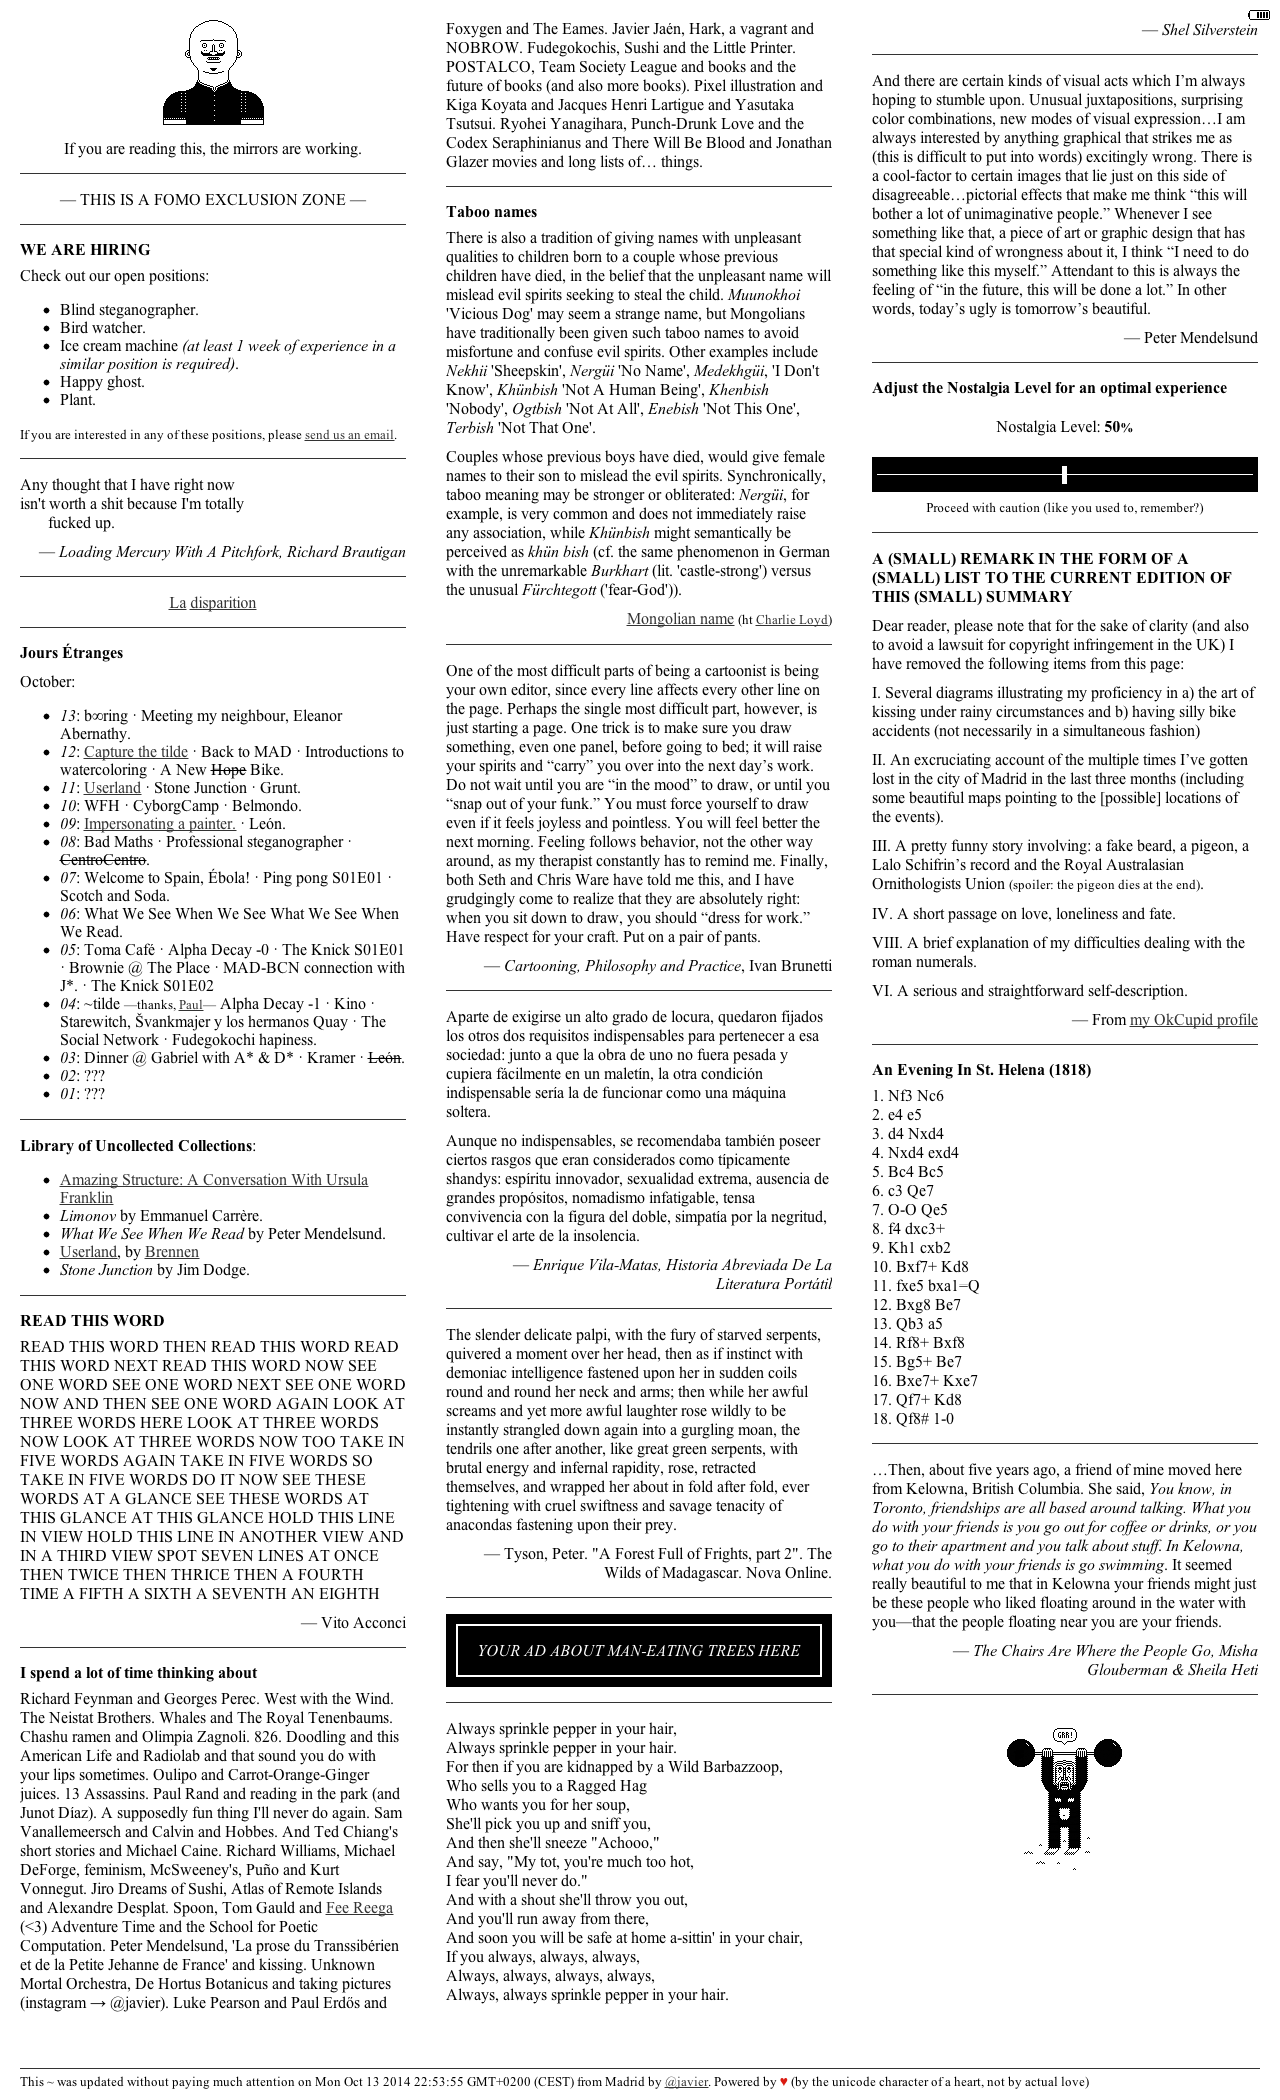 If you are reading this, the mirrors are working.
— THIS IS A FOMO EXCLUSION ZONE —
WE ARE HIRING
Check out our open positions:
• Blind steganographer.
• Bird watcher.
• Ice cream machine (at least 1 week of experience in a
similar position is required).
• Happy ghost.
• Plant.
If you are interested in any of these positions, please send us an email.
Any thought that I have right now
isn't worth a shit because I'm totally
fucked up.
— Loading Mercury With A Pitchfork, Richard Brautigan
La disparition
Jours Étranges
October:
• 13: b∞ring · Meeting my neighbour, Eleanor
Abernathy.
• 12: Capture the tilde · Back to MAD · Introductions to
watercoloring · A New Hope Bike.
• 11: Userland · Stone Junction · Grunt.
• 10: WFH · CyborgCamp · Belmondo.
• 09: Impersonating a painter. · León.
• 08: Bad Maths · Professional steganographer ·
CentroCentro.
• 07: Welcome to Spain, Ébola! · Ping pong S01E01 ·
Scotch and Soda.
• 06: What We See When We See What We See When
We Read.
• 05: Toma Café · Alpha Decay -0 · The Knick S01E01
· Brownie @ The Place · MAD-BCN connection with
J*. · The Knick S01E02
• 04: ~tilde —thanks, Paul— Alpha Decay -1 · Kino ·
Starewitch, Švankmajer y los hermanos Quay · The
Social Network · Fudegokochi hapiness.
• 03: Dinner @ Gabriel with A* & D* · Kramer · León.
• 02: ???
• 01: ???
Library of Uncollected Collections:
• Amazing Structure: A Conversation With Ursula
Franklin
• Limonov by Emmanuel Carrère.
• What We See When We Read by Peter Mendelsund.
• Userland, by Brennen
• Stone Junction by Jim Dodge.
READ THIS WORD
READ THIS WORD THEN READ THIS WORD READ
THIS WORD NEXT READ THIS WORD NOW SEE
ONE WORD SEE ONE WORD NEXT SEE ONE WORD
NOW AND THEN SEE ONE WORD AGAIN LOOK AT
THREE WORDS HERE LOOK AT THREE WORDS
NOW LOOK AT THREE WORDS NOW TOO TAKE IN
FIVE WORDS AGAIN TAKE IN FIVE WORDS SO
TAKE IN FIVE WORDS DO IT NOW SEE THESE
WORDS AT A GLANCE SEE THESE WORDS AT
THIS GLANCE AT THIS GLANCE HOLD THIS LINE
IN VIEW HOLD THIS LINE IN ANOTHER VIEW AND
IN A THIRD VIEW SPOT SEVEN LINES AT ONCE
THEN TWICE THEN THRICE THEN A FOURTH
TIME A FIFTH A SIXTH A SEVENTH AN EIGHTH
— Vito Acconci
I spend a lot of time thinking about
Richard Feynman and Georges Perec. West with the Wind.
The Neistat Brothers. Whales and The Royal Tenenbaums.
Chashu ramen and Olimpia Zagnoli. 826. Doodling and this
American Life and Radiolab and that sound you do with
your lips sometimes. Oulipo and Carrot-Orange-Ginger
juices. 13 Assassins. Paul Rand and reading in the park (and
Junot Díaz). A supposedly fun thing I'll never do again. Sam
Vanallemeersch and Calvin and Hobbes. And Ted Chiang's
short stories and Michael Caine. Richard Williams, Michael
DeForge, feminism, McSweeney's, Puño and Kurt
Vonnegut. Jiro Dreams of Sushi, Atlas of Remote Islands
and Alexandre Desplat. Spoon, Tom Gauld and Fee Reega
(<3) Adventure Time and the School for Poetic
Computation. Peter Mendelsund, 'La prose du Transsibérien
et de la Petite Jehanne de France' and kissing. Unknown
Mortal Orchestra, De Hortus Botanicus and taking pictures
(instagram → @javier). Luke Pearson and Paul Erdös and
Foxygen and The Eames. Javier Jaén, Hark, a vagrant and
NOBROW. Fudegokochis, Sushi and the Little Printer.
POSTALCO, Team Society League and books and the
future of books (and also more books). Pixel illustration and
Kiga Koyata and Jacques Henri Lartigue and Yasutaka
Tsutsui. Ryohei Yanagihara, Punch-Drunk Love and the
Codex Seraphinianus and There Will Be Blood and Jonathan
Glazer movies and long lists of… things.
Taboo names
There is also a tradition of giving names with unpleasant
qualities to children born to a couple whose previous
children have died, in the belief that the unpleasant name will
mislead evil spirits seeking to steal the child. Muunokhoi
'Vicious Dog' may seem a strange name, but Mongolians
have traditionally been given such taboo names to avoid
misfortune and confuse evil spirits. Other examples include
Nekhii 'Sheepskin', Nergüi 'No Name', Medekhgüi, 'I Don't
Know', Khünbish 'Not A Human Being', Khenbish
'Nobody', Ogtbish 'Not At All', Enebish 'Not This One',
Terbish 'Not That One'.
Couples whose previous boys have died, would give female
names to their son to mislead the evil spirits. Synchronically,
taboo meaning may be stronger or obliterated: Nergüi, for
example, is very common and does not immediately raise
any association, while Khünbish might semantically be
perceived as khün bish (cf. the same phenomenon in German
with the unremarkable Burkhart (lit. 'castle-strong') versus
the unusual Fürchtegott ('fear-God')).
Mongolian name (ht Charlie Loyd)
One of the most difficult parts of being a cartoonist is being
your own editor, since every line affects every other line on
the page. Perhaps the single most difficult part, however, is
just starting a page. One trick is to make sure you draw
something, even one panel, before going to bed; it will raise
your spirits and “carry” you over into the next day’s work.
Do not wait until you are “in the mood” to draw, or until you
“snap out of your funk.” You must force yourself to draw
even if it feels joyless and pointless. You will feel better the
next morning. Feeling follows behavior, not the other way
around, as my therapist constantly has to remind me. Finally,
both Seth and Chris Ware have told me this, and I have
grudgingly come to realize that they are absolutely right:
when you sit down to draw, you should “dress for work.”
Have respect for your craft. Put on a pair of pants.
— Cartooning, Philosophy and Practice, Ivan Brunetti
Aparte de exigirse un alto grado de locura, quedaron fijados
los otros dos requisitos indispensables para pertenecer a esa
sociedad: junto a que la obra de uno no fuera pesada y
cupiera fácilmente en un maletín, la otra condición
indispensable sería la de funcionar como una máquina
soltera.
Aunque no indispensables, se recomendaba también poseer
ciertos rasgos que eran considerados como típicamente
shandys: espíritu innovador, sexualidad extrema, ausencia de
grandes propósitos, nomadismo infatigable, tensa
convivencia con la figura del doble, simpatía por la negritud,
cultivar el arte de la insolencia.
— Enrique Vila-Matas, Historia Abreviada De La
Literatura Portátil
The slender delicate palpi, with the fury of starved serpents,
quivered a moment over her head, then as if instinct with
demoniac intelligence fastened upon her in sudden coils
round and round her neck and arms; then while her awful
screams and yet more awful laughter rose wildly to be
instantly strangled down again into a gurgling moan, the
tendrils one after another, like great green serpents, with
brutal energy and infernal rapidity, rose, retracted
themselves, and wrapped her about in fold after fold, ever
tightening with cruel swiftness and savage tenacity of
anacondas fastening upon their prey.
— Tyson, Peter. "A Forest Full of Frights, part 2". The
Wilds of Madagascar. Nova Online.
YOUR AD ABOUT MAN-EATING TREES HERE
Always sprinkle pepper in your hair,
Always sprinkle pepper in your hair.
For then if you are kidnapped by a Wild Barbazzoop,
Who sells you to a Ragged Hag
Who wants you for her soup,
She'll pick you up and sniff you,
And then she'll sneeze "Achooo,"
And say, "My tot, you're much too hot,
I fear you'll never do."
And with a shout she'll throw you out,
And you'll run away from there,
And soon you will be safe at home a-sittin' in your chair,
If you always, always, always,
Always, always, always, always,
Always, always sprinkle pepper in your hair.
— Shel Silverstein
And there are certain kinds of visual acts which I’m always
hoping to stumble upon. Unusual juxtapositions, surprising
color combinations, new modes of visual expression…I am
always interested by anything graphical that strikes me as
(this is difficult to put into words) excitingly wrong. There is
a cool-factor to certain images that lie just on this side of
disagreeable…pictorial effects that make me think “this will
bother a lot of unimaginative people.” Whenever I see
something like that, a piece of art or graphic design that has
that special kind of wrongness about it, I think “I need to do
something like this myself.” Attendant to this is always the
feeling of “in the future, this will be done a lot.” In other
words, today’s ugly is tomorrow’s beautiful.
— Peter Mendelsund
Adjust the Nostalgia Level for an optimal experience
Nostalgia Level: 50%
Proceed with caution (like you used to, remember?)
A (SMALL) REMARK IN THE FORM OF A
(SMALL) LIST TO THE CURRENT EDITION OF
THIS (SMALL) SUMMARY
Dear reader, please note that for the sake of clarity (and also
to avoid a lawsuit for copyright infringement in the UK) I
have removed the following items from this page:
I. Several diagrams illustrating my proficiency in a) the art of
kissing under rainy circumstances and b) having silly bike
accidents (not necessarily in a simultaneous fashion)
II. An excruciating account of the multiple times I’ve gotten
lost in the city of Madrid in the last three months (including
some beautiful maps pointing to the [possible] locations of
the events).
III. A pretty funny story involving: a fake beard, a pigeon, a
Lalo Schifrin’s record and the Royal Australasian
Ornithologists Union (spoiler: the pigeon dies at the end).
IV. A short passage on love, loneliness and fate.
VIII. A brief explanation of my difficulties dealing with the
roman numerals.
VI. A serious and straightforward self-description.
— From my OkCupid profile
An Evening In St. Helena (1818)
1. Nf3 Nc6
2. e4 e5
3. d4 Nxd4
4. Nxd4 exd4
5. Bc4 Bc5
6. c3 Qe7
7. O-O Qe5
8. f4 dxc3+
9. Kh1 cxb2
10. Bxf7+ Kd8
11. fxe5 bxa1=Q
12. Bxg8 Be7
13. Qb3 a5
14. Rf8+ Bxf8
15. Bg5+ Be7
16. Bxe7+ Kxe7
17. Qf7+ Kd8
18. Qf8# 1-0
…Then, about five years ago, a friend of mine moved here
from Kelowna, British Columbia. She said, You know, in
Toronto, friendships are all based around talking. What you
do with your friends is you go out for coffee or drinks, or you
go to their apartment and you talk about stuff. In Kelowna,
what you do with your friends is go swimming. It seemed
really beautiful to me that in Kelowna your friends might just
be these people who liked floating around in the water with
you—that the people floating near you are your friends.
— The Chairs Are Where the People Go, Misha
Glouberman & Sheila Heti
GRR!
This ~ was updated without paying much attention on Mon Oct 13 2014 22:53:55 GMT+0200 (CEST) from Madrid by @javier. Powered by ♥ (by the unicode character of a heart, not by actual love)